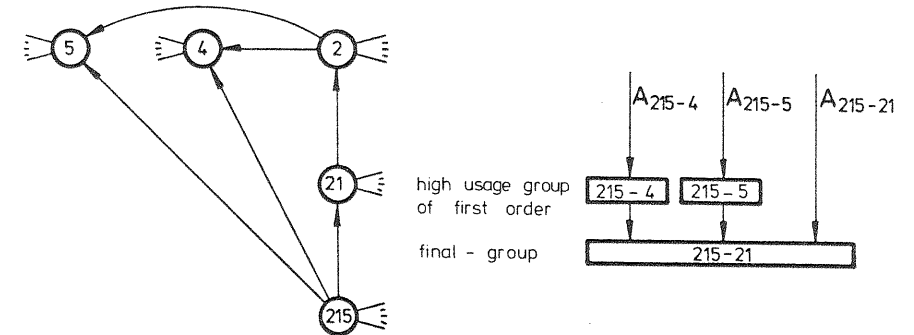 5
4
2
21
215
A215-4
A215-5
A215-21
high usage group
of first order
215-4
215-5
final - group
215-21